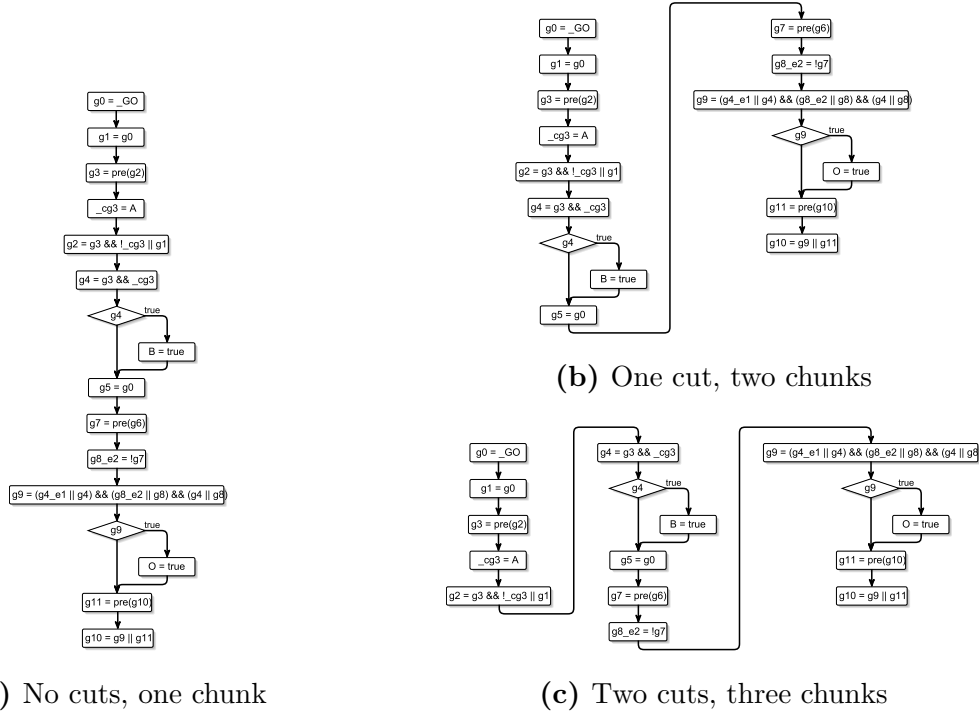 g0 = _GO
g1 = g0
g3 = pre(g2)
_cg3 = A
g2 = g3 && !_cg3 || g1
g4 = g3 && _cg3
g4
true
B = true
g5 = g0
g7 = pre(g6)
g8_e2 = !g7
g9 = (g4_e1 || g4) && (g8_e2 || g8) && (g4 || g8)
g9
true
O = true
g11 = pre(g10)
g10 = g9 || g11
) No cuts, one chunk
g0 = _GO
g1 = g0
g3 = pre(g2)
_cg3 = A
g2 = g3 && !_cg3 || g1
g4 = g3 && _cg3
g4
true
B = true
g5 = g0
g7 = pre(g6)
g8_e2 = !g7
g9 = (g4_e1 || g4) && (g8_e2 || g8) && (g4 || g8)
g9
true
O = true
g11 = pre(g10)
g10 = g9 || g11
(b) One cut, two chunks
g0 = _GO
g1 = g0
g3 = pre(g2)
_cg3 = A
g2 = g3 && !_cg3 || g1
g4 = g3 && _cg3
g4
true
B = true
g5 = g0
g7 = pre(g6)
g8_e2 = !g7
g9 = (g4_e1 || g4) && (g8_e2 || g8) && (g4 || g8
g9
true
O = true
g11 = pre(g10)
g10 = g9 || g11
(c) Two cuts, three chunks